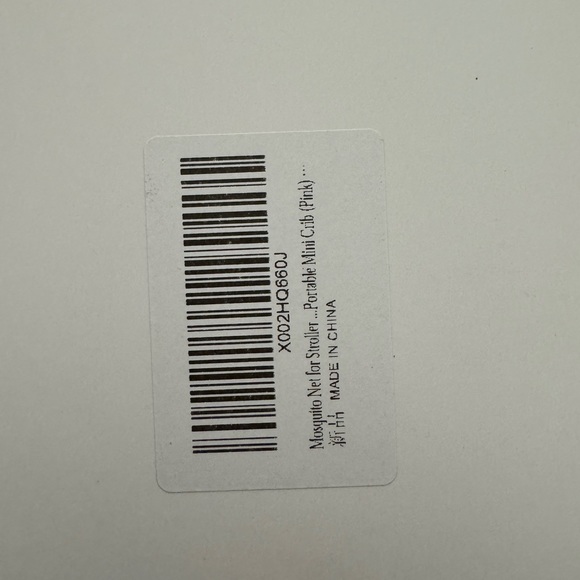 X002HQ660J
Mosquito Net for Stroller ...Portable Mini Crib (Pink) ...
新品 MADE IN CHINA